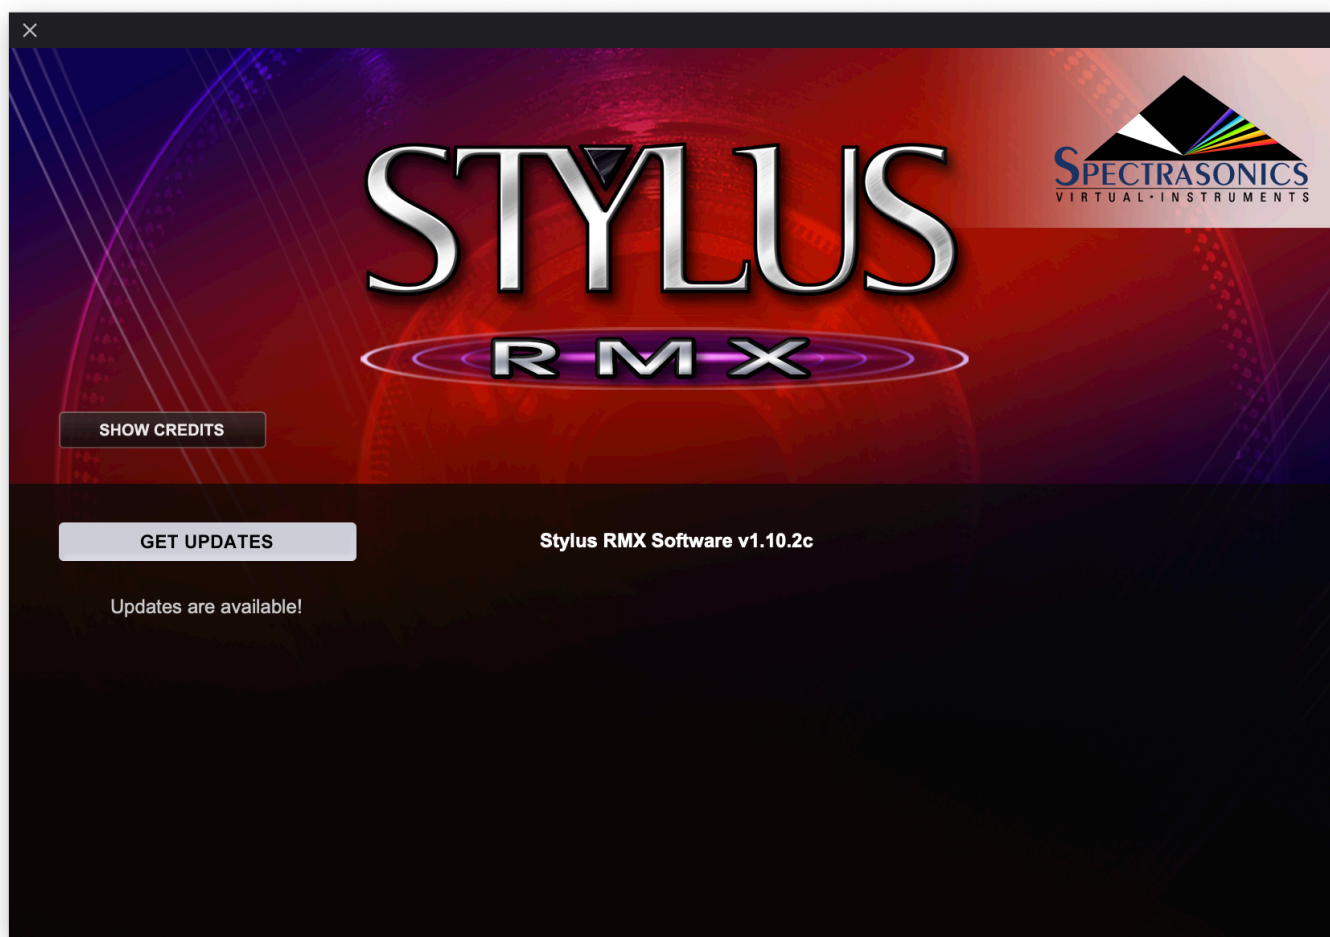 STYLUS
RMX
SPECTRASONICS
VIRTUAL·INSTRUMENTS
SHOW CREDITS
GET UPDATES
Stylus RMX Software v1.10.2c
Updates are available!